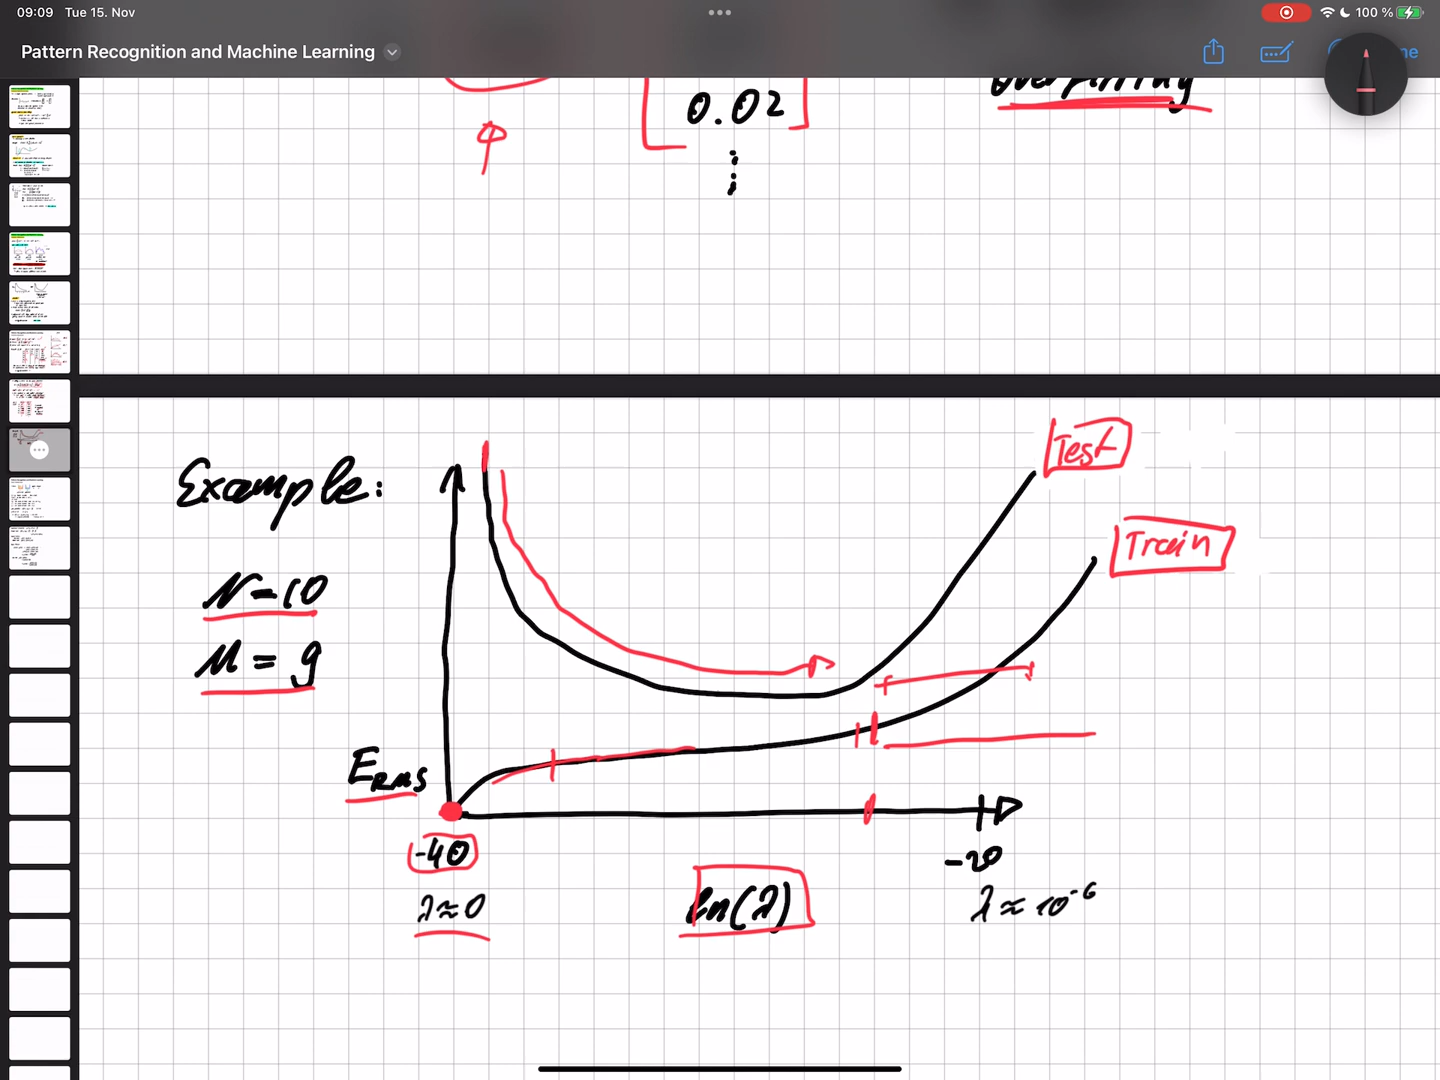 09:09 Tue 15. Nov
100 %
Pattern Recognition and Machine Learning
0.02
overfitting
Example:
Test
Train
N=10
M=9
ERMS
-40
-20
λ≈0
ln(λ)
λ≈10⁻⁶